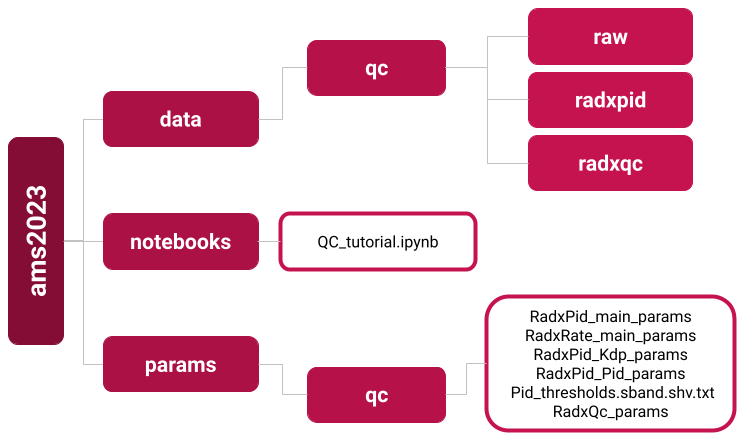 ams2023
data
qc
raw
radxpid
radxqc
notebooks
QC_tutorial.ipynb
params
qc
RadxPid_main_params
RadxRate_main_params
RadxPid_Kdp_params
RadxPid_Pid_params
Pid_thresholds.sband.shv.txt
RadxQc_params